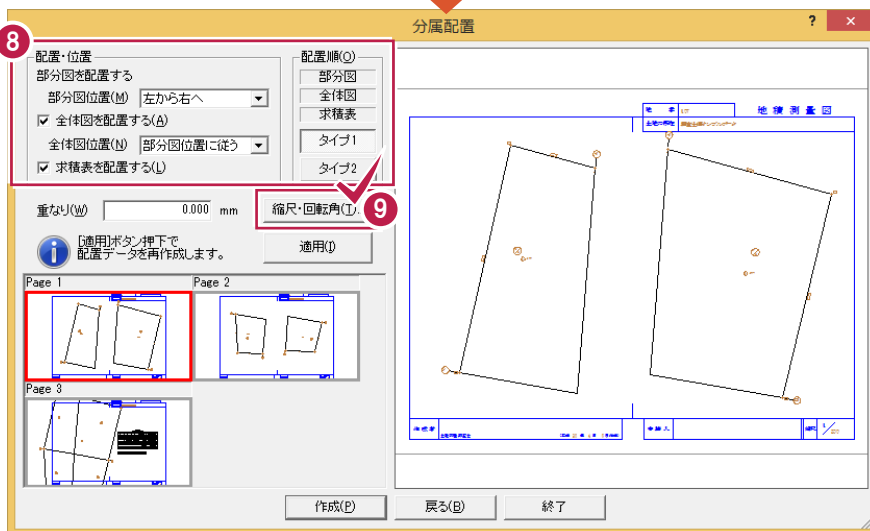 分属配置
? ×
8
配置・位置
部分図を配置する
部分図位置(M) 左から右へ
全体図を配置する(A)
全体図位置(N) 部分図位置に従う
求積表を配置する(L)
配置順(O)
部分図
全体図
求積表
タイプ1
タイプ2
重なり(W) 0.000 mm
縮尺・回転角(T)
9
[適用]ボタン押下で
配置データを再作成します。
適用(I)
Page 1
Page 2
Page 3
地積測量図
作成(P)
戻る(B)
終了